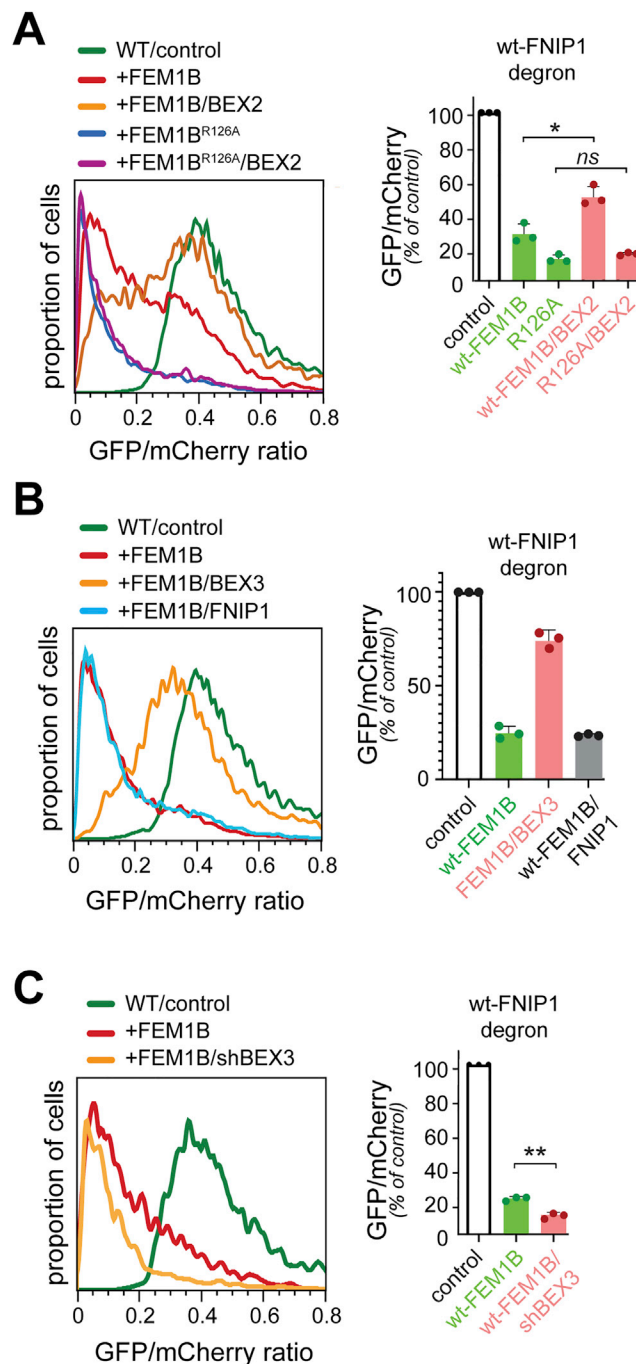 A
WT/control
+FEM1B
+FEM1B/BEX2
+FEM1B^R126A
+FEM1B^R126A/BEX2
proportion of cells
0 0.2 0.4 0.6 0.8
GFP/mCherry ratio
wt-FNIP1
degron
GFP/mCherry
(% of control)
100
80
60
40
20
0
*
ns
control
wt-FEM1B
R126A
wt-FEM1B/BEX2
R126A/BEX2
B
WT/control
+FEM1B
+FEM1B/BEX3
+FEM1B/FNIP1
proportion of cells
0 0.2 0.4 0.6 0.8
GFP/mCherry ratio
wt-FNIP1
degron
GFP/mCherry
(% of control)
100
50
0
control
wt-FEM1B
FEM1B/BEX3
wt-FEM1B/
FNIP1
C
WT/control
+FEM1B
+FEM1B/shBEX3
proportion of cells
0 0.2 0.4 0.6 0.8
GFP/mCherry ratio
wt-FNIP1
degron
GFP/mCherry
(% of control)
100
80
60
40
20
0
**
control
wt-FEM1B
wt-FEM1B/
shBEX3